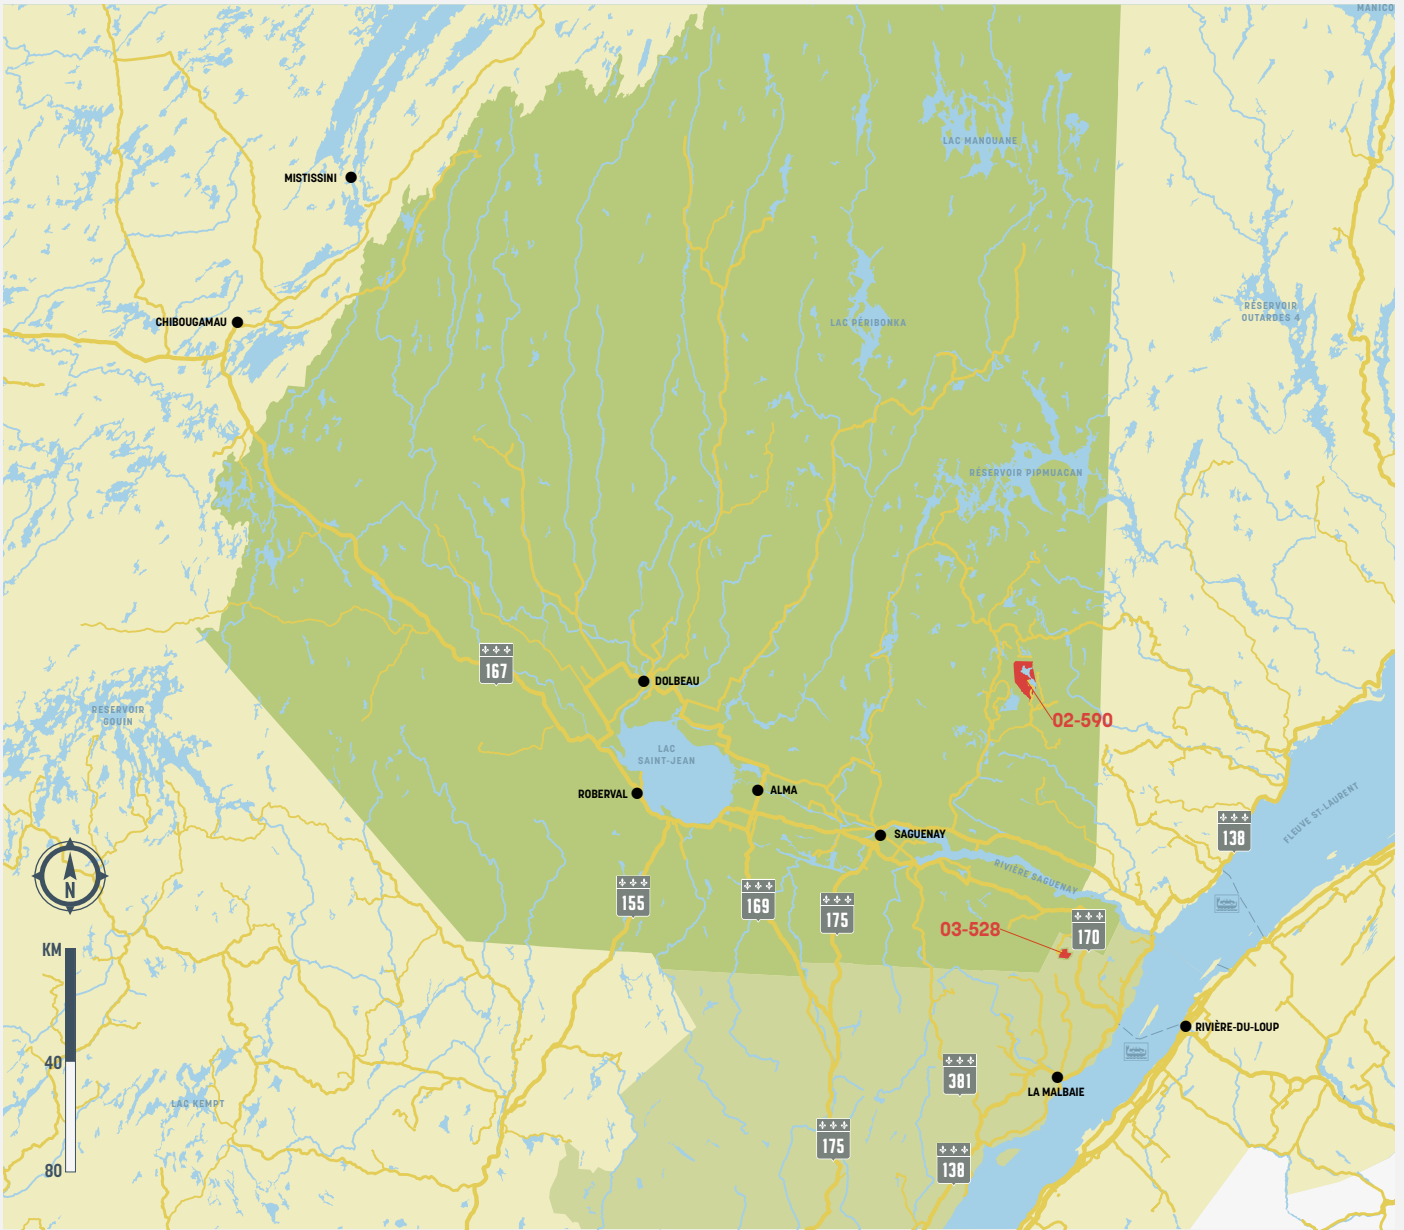 MANICO
LAC MANOUANE
MISTISSINI
RÉSERVOIR
OUTARDES 4
CHIBOUGAMAU
LAC PÉRIBONKA
RÉSERVOIR PIPMUACAN
167
DOLBEAU
RÉSERVOIR
GOUIN
02-590
LAC
SAINT-JEAN
ROBERVAL
ALMA
SAGUENAY
138
FLEUVE ST-LAURENT
RIVIÈRE SAGUENAY
N
155
169
175
03-528
170
KM
RIVIÈRE-DU-LOUP
40
381
LA MALBAIE
LAC KEMPT
175
138
80